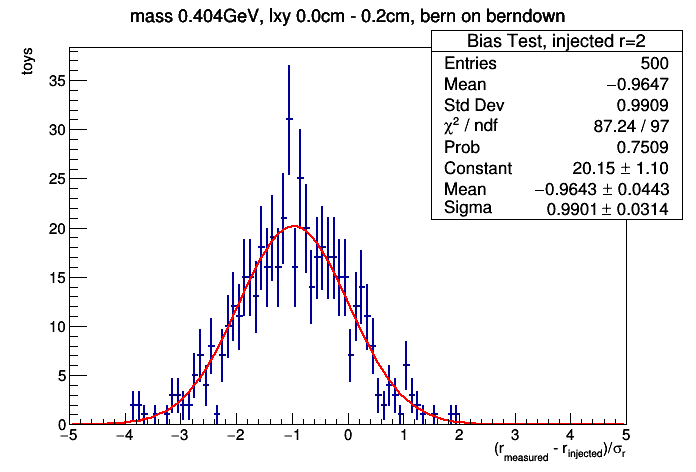 mass 0.404GeV, lxy 0.0cm - 0.2cm, bern on berndown
Bias Test, injected r=2
Entries 500
Mean −0.9647
Std Dev 0.9909
χ² / ndf 87.24 / 97
Prob 0.7509
Constant 20.15 ± 1.10
Mean −0.9643 ± 0.0443
Sigma 0.9901 ± 0.0314
toys
35
30
25
20
15
10
5
0
−5 −4 −3 −2 −1 0 1 2 3 4 5
(r_measured - r_injected)/σ_r